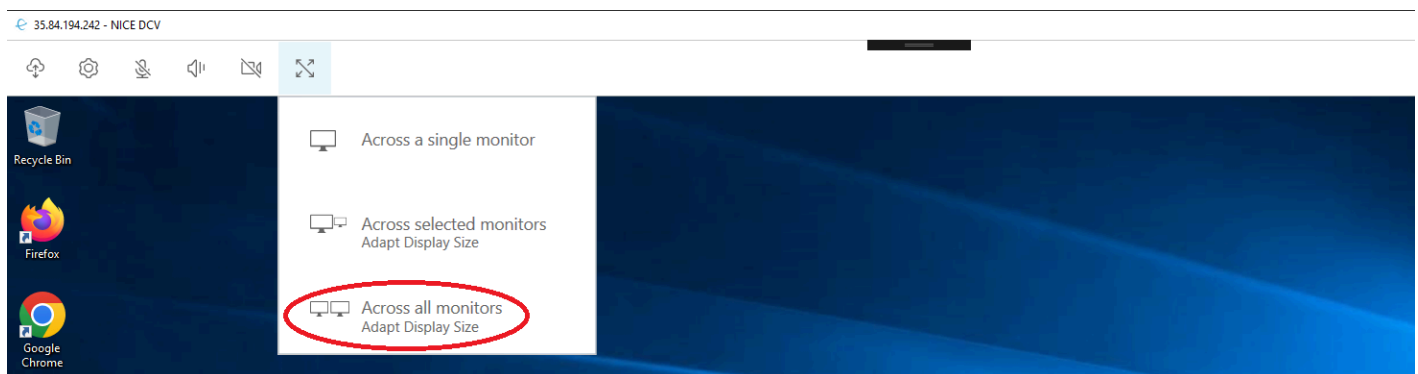 35.84.194.242 - NICE DCV
Across a single monitor
Recycle Bin
Across selected monitors
Adapt Display Size
Firefox
Across all monitors
Adapt Display Size
Google
Chrome